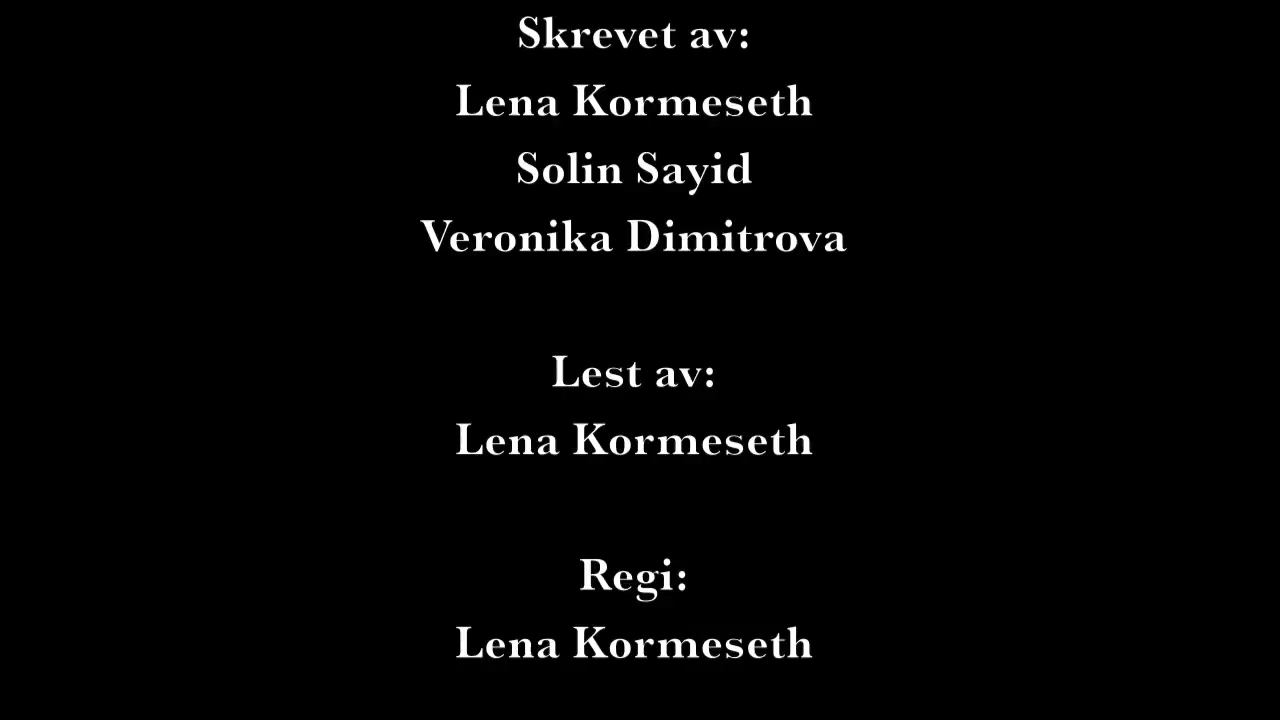 Skrevet av:
Lena Kormeseth
Solin Sayid
Veronika Dimitrova
Lest av:
Lena Kormeseth
Regi:
Lena Kormeseth